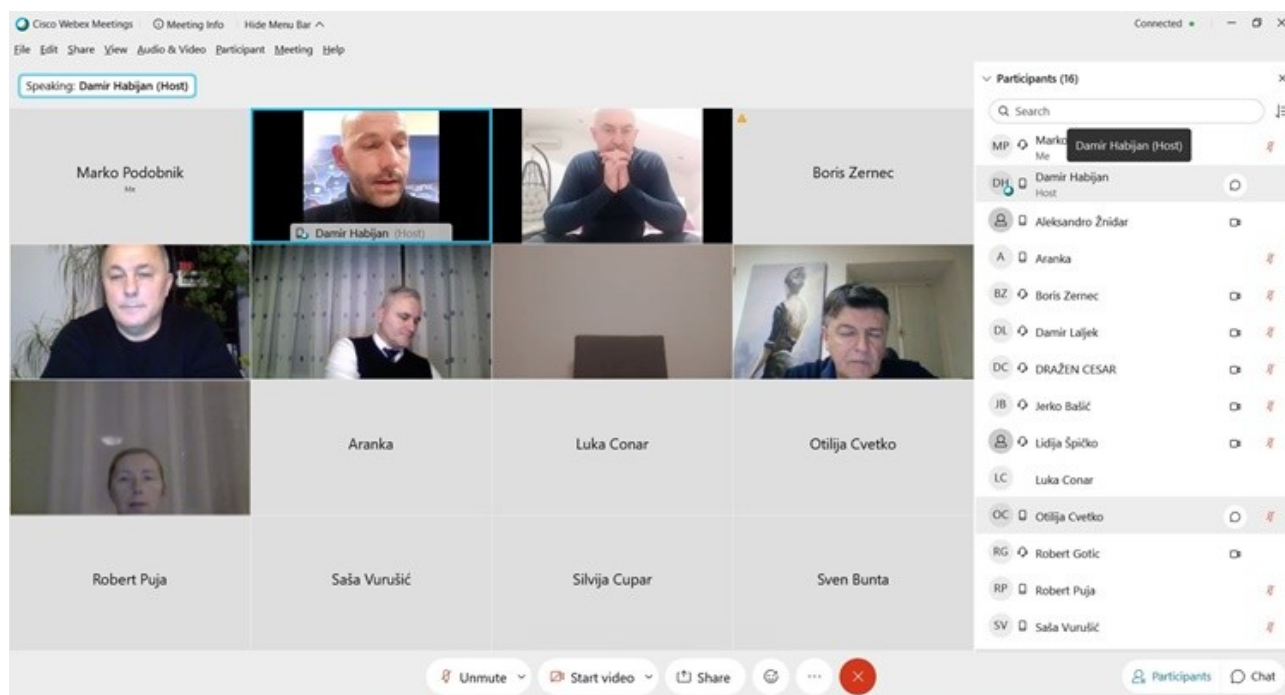 Cisco Webex Meetings Meeting Info Hide Menu Bar Connected
File Edit Share View Audio & Video Participant Meeting Help
Speaking: Damir Habijan (Host)
Marko Podobnik
Me
Damir Habijan (Host)
Boris Zernec
Aranka
Luka Conar
Otilija Cvetko
Robert Puja
Saša Vurušić
Silvija Cupar
Sven Bunta
Participants (16)
Search
MP Marko
Me
Damir Habijan (Host)
DH Damir Habijan
Host
Aleksandro Žnidar
A Aranka
BZ Boris Zernec
DL Damir Laljek
DC DRAŽEN CESAR
JB Jerko Bašić
Lidija Špičko
LC Luka Conar
OC Otilija Cvetko
RG Robert Gotic
RP Robert Puja
SV Saša Vurušić
Unmute Start video Share Participants Chat